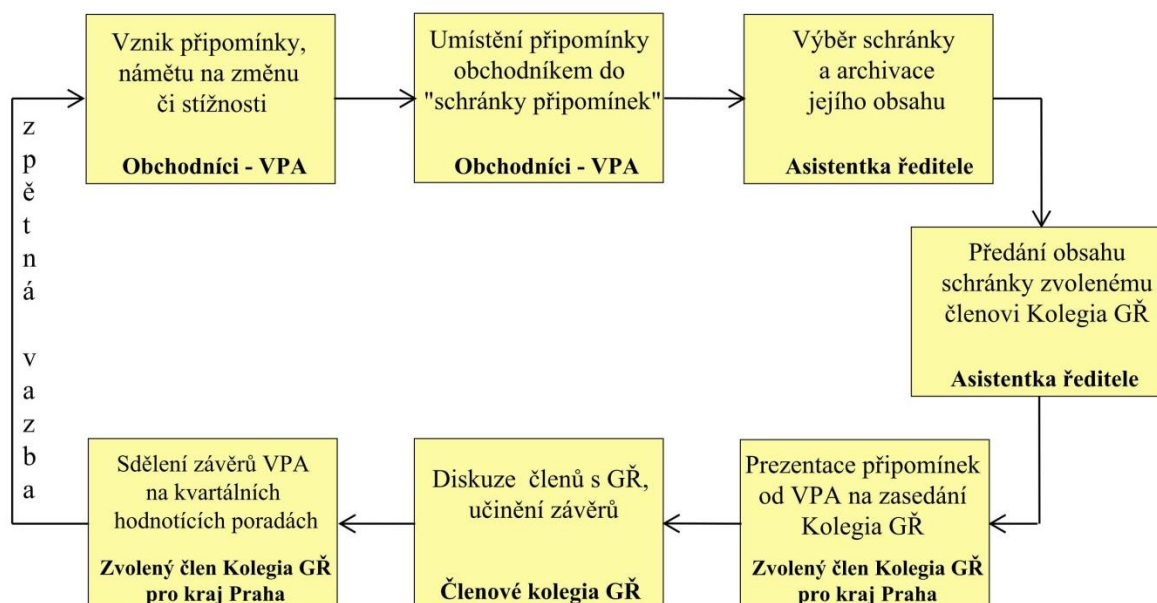 Vznik připomínky,
námětu na změnu
či stížnosti
Obchodníci - VPA
Umístění připomínky
obchodníkem do
"schránky připomínek"
Obchodníci - VPA
Výběr schránky
a archivace
jejího obsahu
Asistentka ředitele
Předání obsahu
schránky zvolenému
členovi Kolegia GŘ
Asistentka ředitele
Prezentace připomínek
od VPA na zasedání
Kolegia GŘ
Zvolený člen Kolegia GŘ
pro kraj Praha
Diskuze členů s GŘ,
učinění závěrů
Členové kolegia GŘ
Sdělení závěrů VPA
na kvartálních
hodnotících poradách
Zvolený člen Kolegia GŘ
pro kraj Praha
zpětná vazba